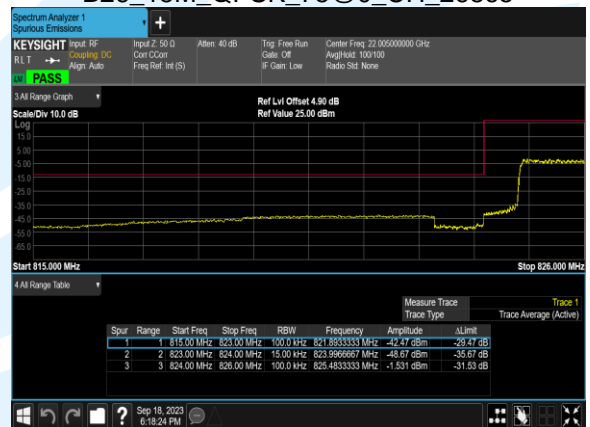 Spectrum Analyzer 1
Spurious Emissions
KEYSIGHT Input: RF Input Z: 50 Ω Atten: 40 dB Trig: Free Run Center Freq: 22.005000000 GHz
R L T Coupling: DC Corr CCorr Gate: Off Avg|Hold: 100/100
Align: Auto Freq Ref: Int (S) IF Gain: Low Radio Std: None
PASS
3 All Range Graph
Ref Lvl Offset 4.90 dB
Scale/Div 10.0 dB Ref Value 25.00 dBm
Log
15.0
5.00
-5.00
-15.0
-25.0
-35.0
-45.0
-55.0
-65.0
Start 815.000 MHz Stop 826.000 MHz
4 All Range Table
Measure Trace Trace 1
Trace Type Trace Average (Active)
Spur Range Start Freq Stop Freq RBW Frequency Amplitude ΔLimit
1 1 815.00 MHz 823.00 MHz 100.0 kHz 821.8933333 MHz -42.47 dBm -29.47 dB
2 2 823.00 MHz 824.00 MHz 15.00 kHz 823.9966667 MHz -48.67 dBm -35.67 dB
3 3 824.00 MHz 826.00 MHz 100.0 kHz 825.4833333 MHz -1.531 dBm -31.53 dB
Sep 18, 2023
6:18:24 PM